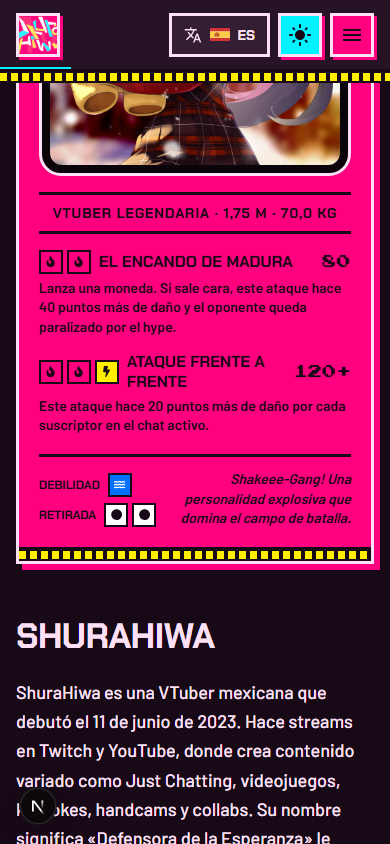 ES
VTUBER LEGENDARIA · 1,75 M · 70,0 KG
EL ENCANDO DE MADURA 80
Lanza una moneda. Si sale cara, este ataque hace
40 puntos más de daño y el oponente queda
paralizado por el hype.
ATAQUE FRENTE A
FRENTE 120+
Este ataque hace 20 puntos más de daño por cada
suscriptor en el chat activo.
DEBILIDAD
RETIRADA
Shakeee-Gang! Una
personalidad explosiva que
domina el campo de batalla.
SHURAHIWA
ShuraHiwa es una VTuber mexicana que
debutó el 11 de junio de 2023. Hace streams
en Twitch y YouTube, donde crea contenido
variado como Just Chatting, videojuegos,
N
handcams y collabs. Su nombre
significa «Defensora de la Esperanza» le